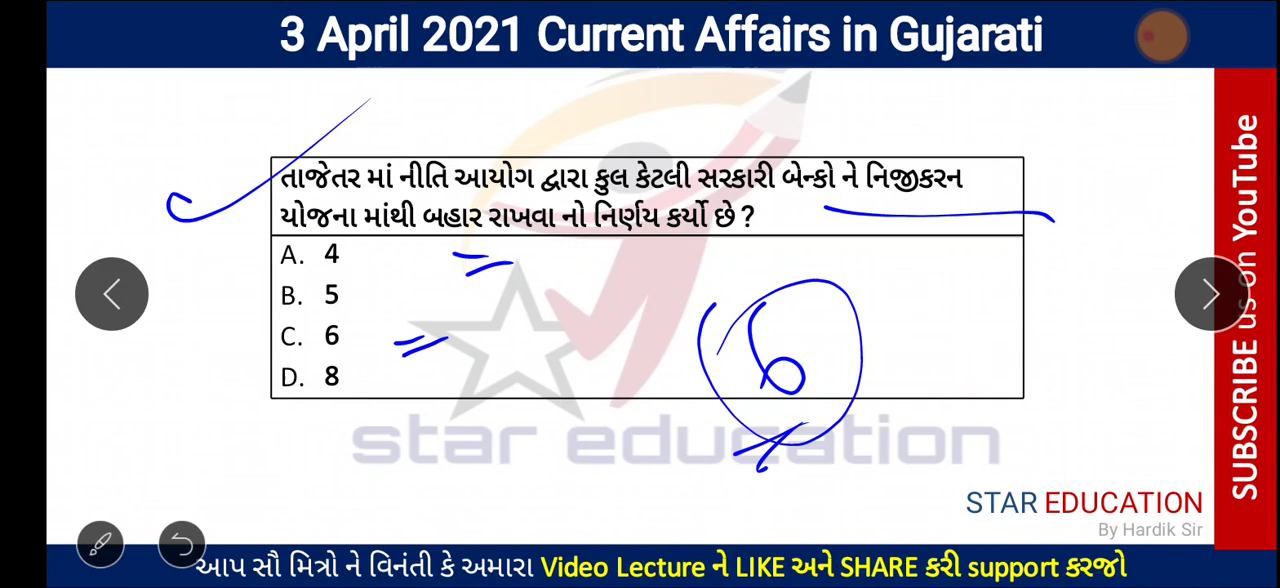 3 April 2021 Current Affairs in Gujarati
તાજેતર માં નીતિ આયોગ દ્વારા કુલ કેટલી સરકારી બેન્કો ને નિજીકરન
યોજના માંથી બહાર રાખવા નો નિર્ણય કર્યો છે ?
A. 4
B. 5
C. 6
D. 8
6
star education
STAR EDUCATION
By Hardik Sir
SUBSCRIBE us on YouTube
આપ સૌ મિત્રો ને વિનંતી કે અમારા Video Lecture ને LIKE અને SHARE કરી support કરજો